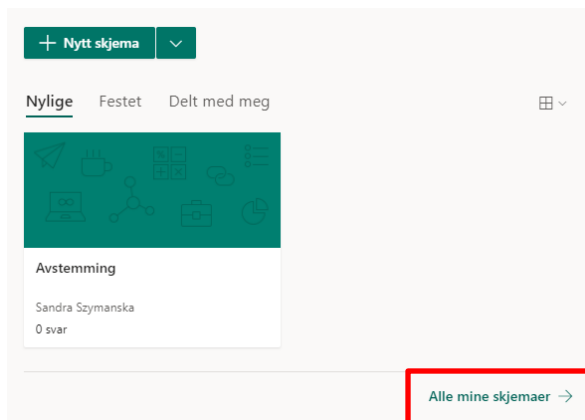 Nytt skjema
Nylige Festet Delt med meg
Avstemming
Sandra Szymanska
0 svar
Alle mine skjemaer